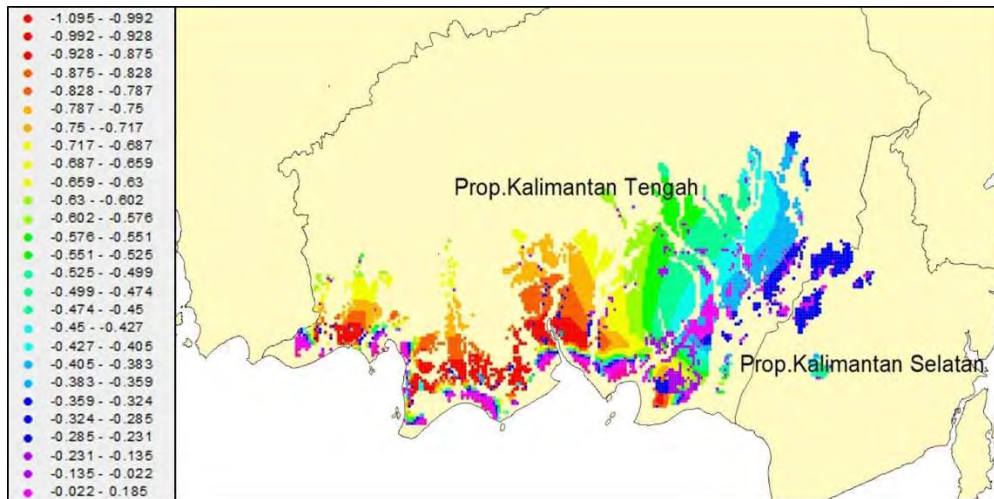 -1.095 - -0.992
-0.992 - -0.928
-0.928 - -0.875
-0.875 - -0.828
-0.828 - -0.787
-0.787 - -0.75
-0.75 - -0.717
-0.717 - -0.687
-0.687 - -0.659
-0.659 - -0.63
-0.63 - -0.602
-0.602 - -0.576
-0.576 - -0.551
-0.551 - -0.525
-0.525 - -0.499
-0.499 - -0.474
-0.474 - -0.45
-0.45 - -0.427
-0.427 - -0.405
-0.405 - -0.383
-0.383 - -0.359
-0.359 - -0.324
-0.324 - -0.285
-0.285 - -0.231
-0.231 - -0.135
-0.135 - -0.022
-0.022 - 0.185
Prop.Kalimantan Tengah
Prop.Kalimantan Selatan